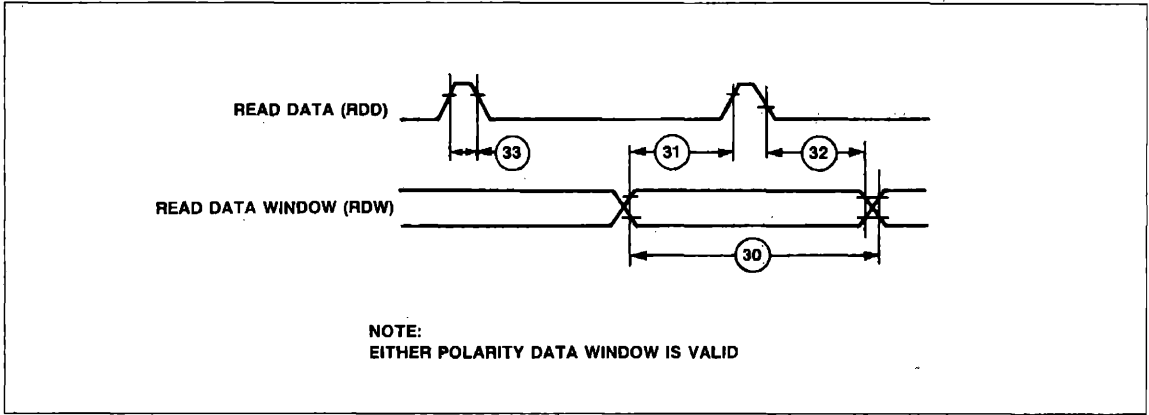 READ DATA (RDD)
33
31
32
READ DATA WINDOW (RDW)
30
NOTE:
EITHER POLARITY DATA WINDOW IS VALID